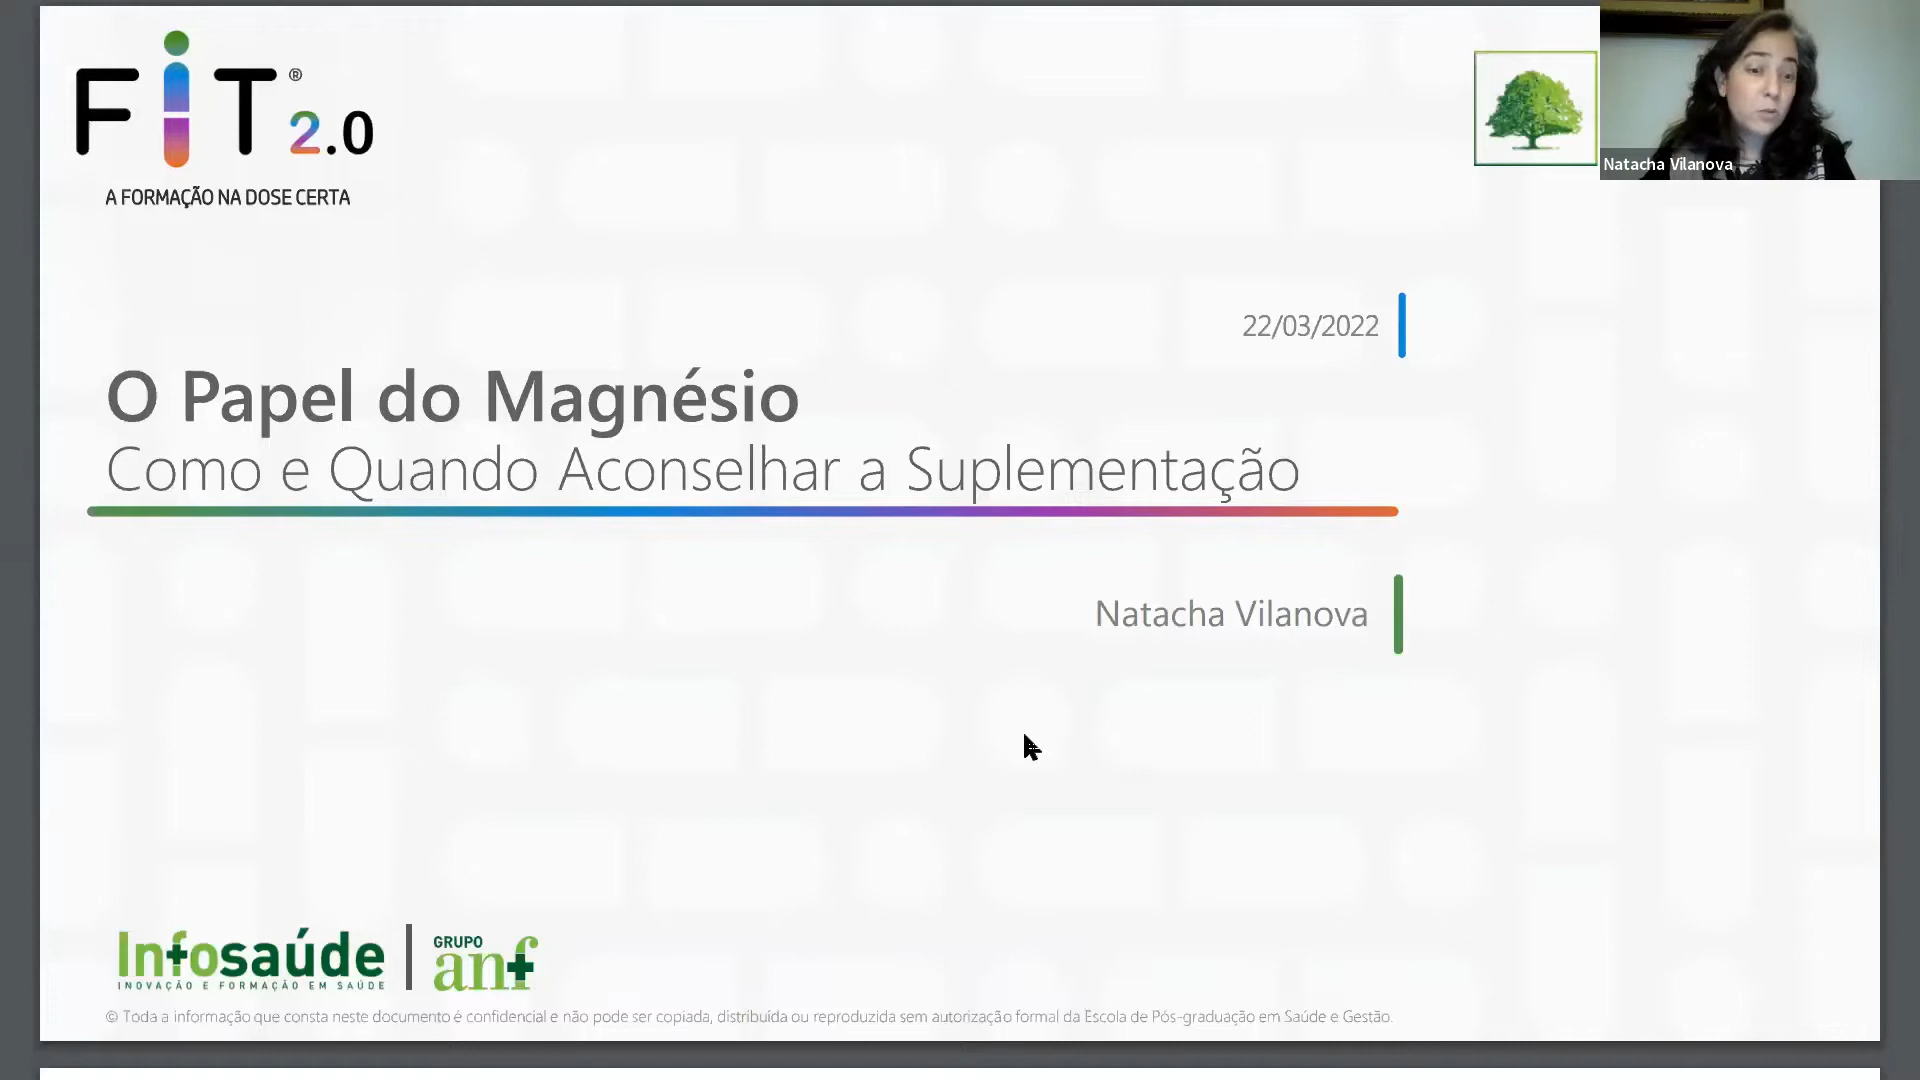 FiT® 2.0
A FORMAÇÃO NA DOSE CERTA
Natacha Vilanova
22/03/2022
O Papel do Magnésio
Como e Quando Aconselhar a Suplementação
Natacha Vilanova
Infosaúde
INOVAÇÃO E FORMAÇÃO EM SAÚDE
GRUPO
anf
© Toda a informação que consta neste documento é confidencial e não pode ser copiada, distribuída ou reproduzida sem autorização formal da Escola de Pós-graduação em Saúde e Gestão.